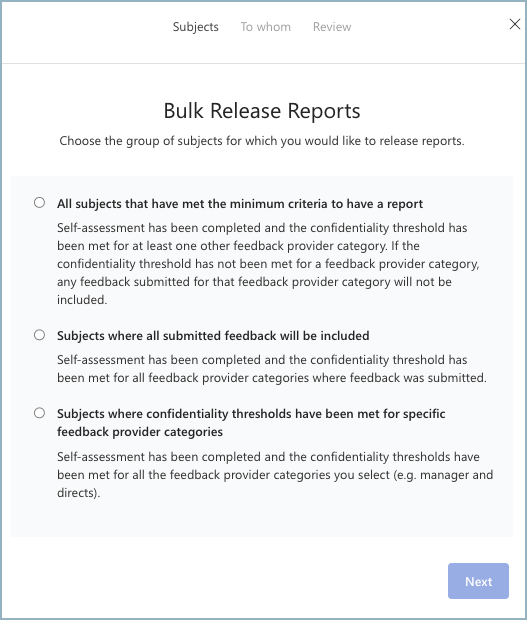 Subjects To whom Review
Bulk Release Reports
Choose the group of subjects for which you would like to release reports.
All subjects that have met the minimum criteria to have a report
Self-assessment has been completed and the confidentiality threshold has
been met for at least one other feedback provider category. If the
confidentiality threshold has not been met for a feedback provider category,
any feedback submitted for that feedback provider category will not be
included.
Subjects where all submitted feedback will be included
Self-assessment has been completed and the confidentiality threshold has
been met for all feedback provider categories where feedback was submitted.
Subjects where confidentiality thresholds have been met for specific
feedback provider categories
Self-assessment has been completed and the confidentiality thresholds have
been met for all the feedback provider categories you select (e.g. manager and
directs).
Next